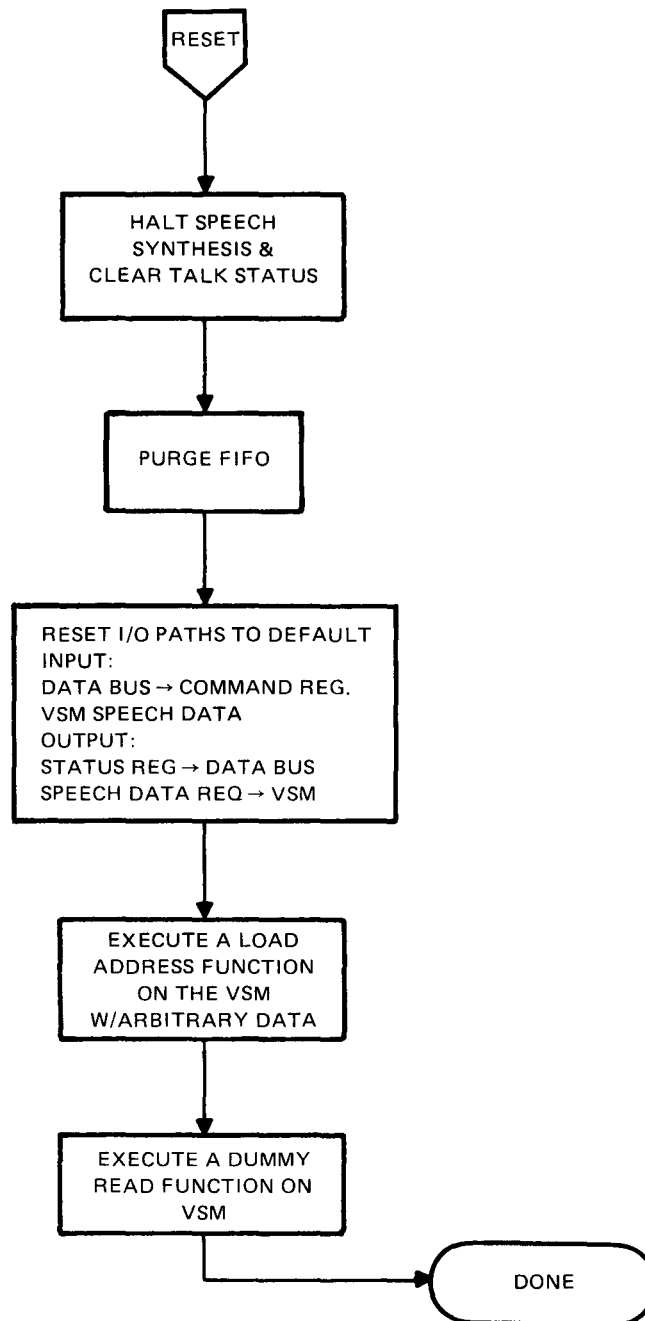 RESET
HALT SPEECH
SYNTHESIS &
CLEAR TALK STATUS
PURGE FIFO
RESET I/O PATHS TO DEFAULT
INPUT:
DATA BUS → COMMAND REG.
VSM SPEECH DATA
OUTPUT:
STATUS REG → DATA BUS
SPEECH DATA REQ → VSM
EXECUTE A LOAD
ADDRESS FUNCTION
ON THE VSM
W/ARBITRARY DATA
EXECUTE A DUMMY
READ FUNCTION ON
VSM
DONE